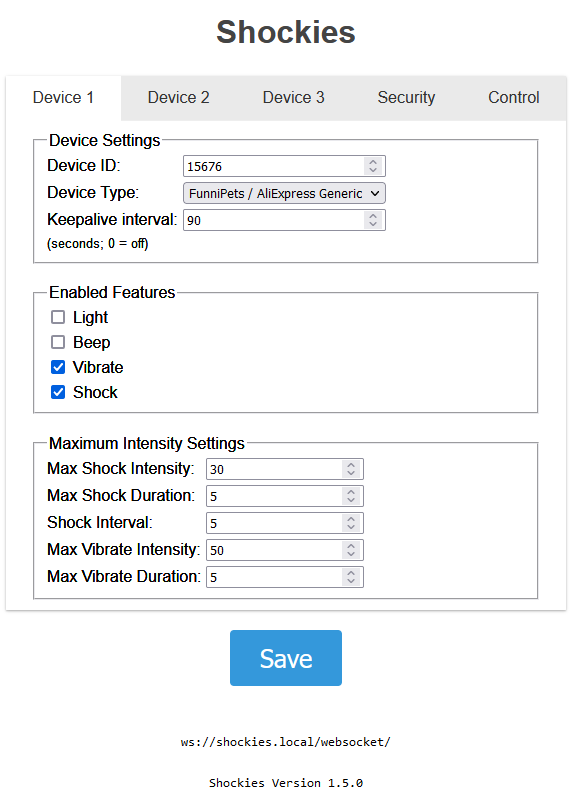 Shockies
Device 1 Device 2 Device 3 Security Control
Device Settings
Device ID: 15676
Device Type: FunniPets / AliExpress Generic
Keepalive interval: 90
(seconds; 0 = off)
Enabled Features
Light
Beep
Vibrate
Shock
Maximum Intensity Settings
Max Shock Intensity: 30
Max Shock Duration: 5
Shock Interval: 5
Max Vibrate Intensity: 50
Max Vibrate Duration: 5
Save
ws://shockies.local/websocket/
Shockies Version 1.5.0